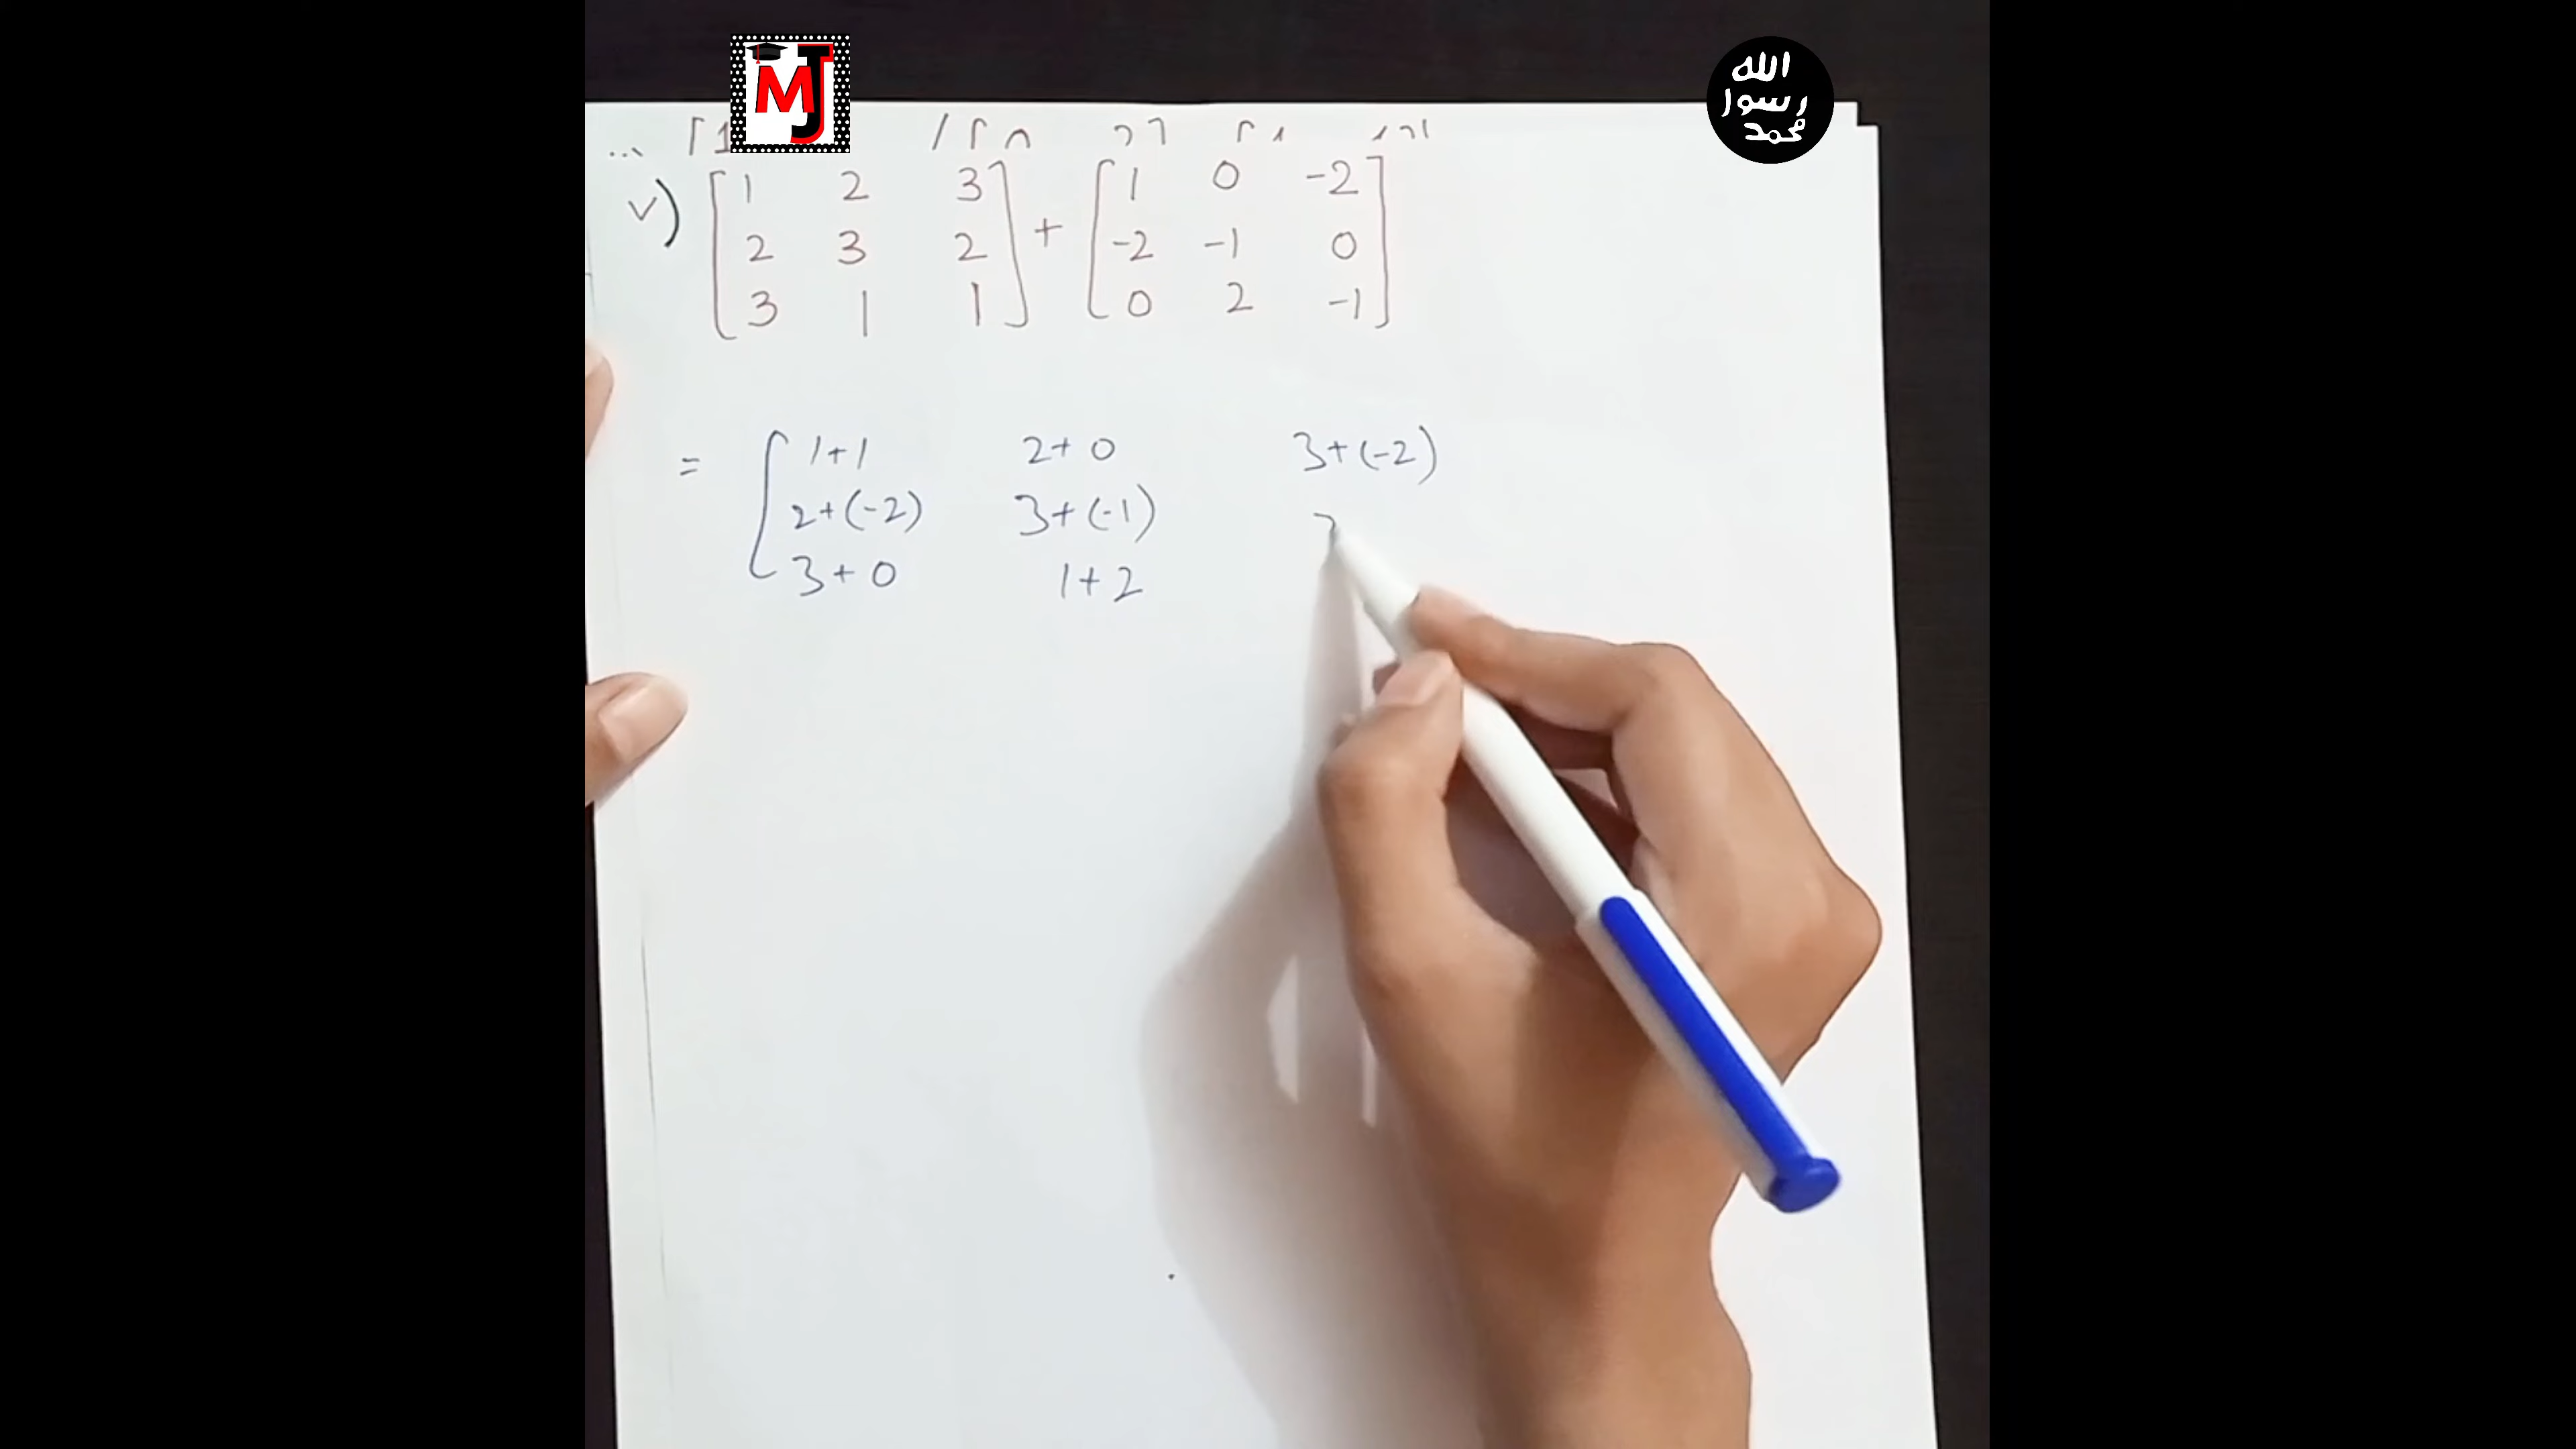 MJ
الله
رسول
محمد
v) [1 2 3] + [1 0 -2]
[2 3 2] [-2 -1 0]
[3 1 1] [0 2 -1]
= [1+1 2+0 3+(-2)
2+(-2) 3+(-1)
3+0 1+2